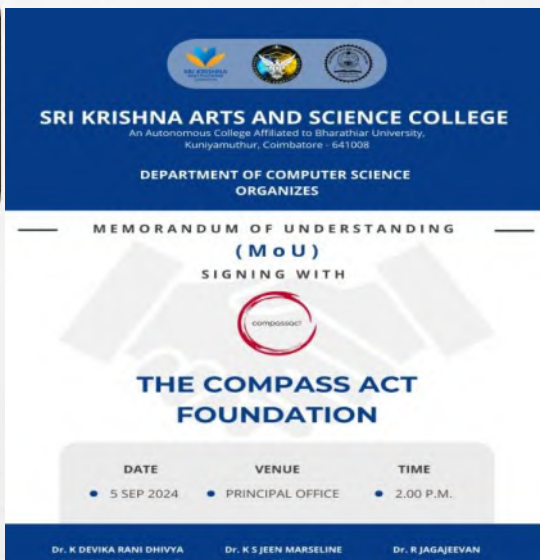 SRI KRISHNA
SRI KRISHNA ARTS AND SCIENCE COLLEGE
An Autonomous College Affiliated to Bharathiar University,
Kuniyamuthur, Coimbatore - 641008
DEPARTMENT OF COMPUTER SCIENCE
ORGANIZES
MEMORANDUM OF UNDERSTANDING
(MoU)
SIGNING WITH
compassact
THE COMPASS ACT
FOUNDATION
DATE VENUE TIME
• 5 SEP 2024 • PRINCIPAL OFFICE • 2.00 P.M.
Dr. K DEVIKA RANI DHIVYA Dr. K S JEEN MARSELINE Dr. R JAGAJEEVAN